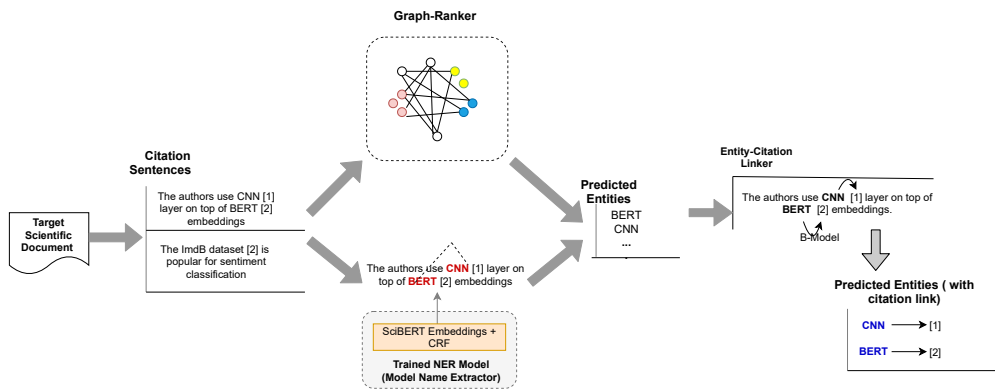 Graph-Ranker
Citation
Sentences
The authors use CNN [1]
layer on top of BERT [2]
embeddings
The ImdB dataset [2] is
popular for sentiment
classification
Target
Scientific
Document
The authors use CNN [1] layer on
top of BERT [2] embeddings
SciBERT Embeddings +
CRF
Trained NER Model
(Model Name Extractor)
Predicted
Entities
BERT
CNN
...
Entity-Citation
Linker
The authors use CNN [1] layer on top of
BERT [2] embeddings.
B-Model
Predicted Entities ( with
citation link)
CNN [1]
BERT [2]